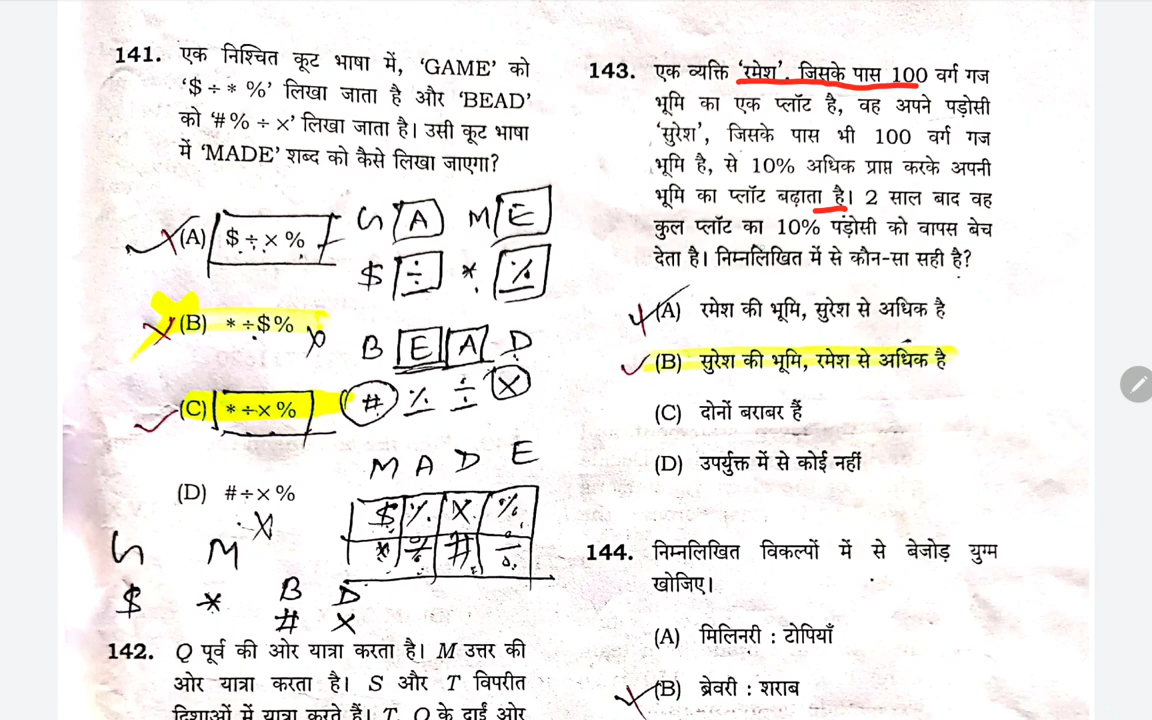 141. एक निश्चित कूट भाषा में, ‘GAME’ को
‘$ ÷ * %’ लिखा जाता है और ‘BEAD’
को ‘# % ÷ ×’ लिखा जाता है। उसी कूट भाषा
में ‘MADE’ शब्द को कैसे लिखा जाएगा?
(A) $ ÷ × %
(B) * ÷ $ %
(C) * ÷ × %
(D) # ÷ × %
G A M E
$ ÷ * %
B E A D
# % ÷ ×
M A D E
$ % × %
G M
$ *
B D
# ×
142. Q पूर्व की ओर यात्रा करता है। M उत्तर की
ओर यात्रा करता है। S और T विपरीत
दिशाओं में यात्रा करते हैं। T, Q के दाईं ओर
143. एक व्यक्ति ‘रमेश’, जिसके पास 100 वर्ग गज
भूमि का एक प्लॉट है, वह अपने पड़ोसी
‘सुरेश’, जिसके पास भी 100 वर्ग गज
भूमि है, से 10% अधिक प्राप्त करके अपनी
भूमि का प्लॉट बढ़ाता है। 2 साल बाद वह
कुल प्लॉट का 10% पड़ोसी को वापस बेच
देता है। निम्नलिखित में से कौन-सा सही है?
(A) रमेश की भूमि, सुरेश से अधिक है
(B) सुरेश की भूमि, रमेश से अधिक है
(C) दोनों बराबर हैं
(D) उपर्युक्त में से कोई नहीं
144. निम्नलिखित विकल्पों में से बेजोड़ युग्म
खोजिए।
(A) मिलिनरी : टोपियाँ
(B) ब्रेवरी : शराब